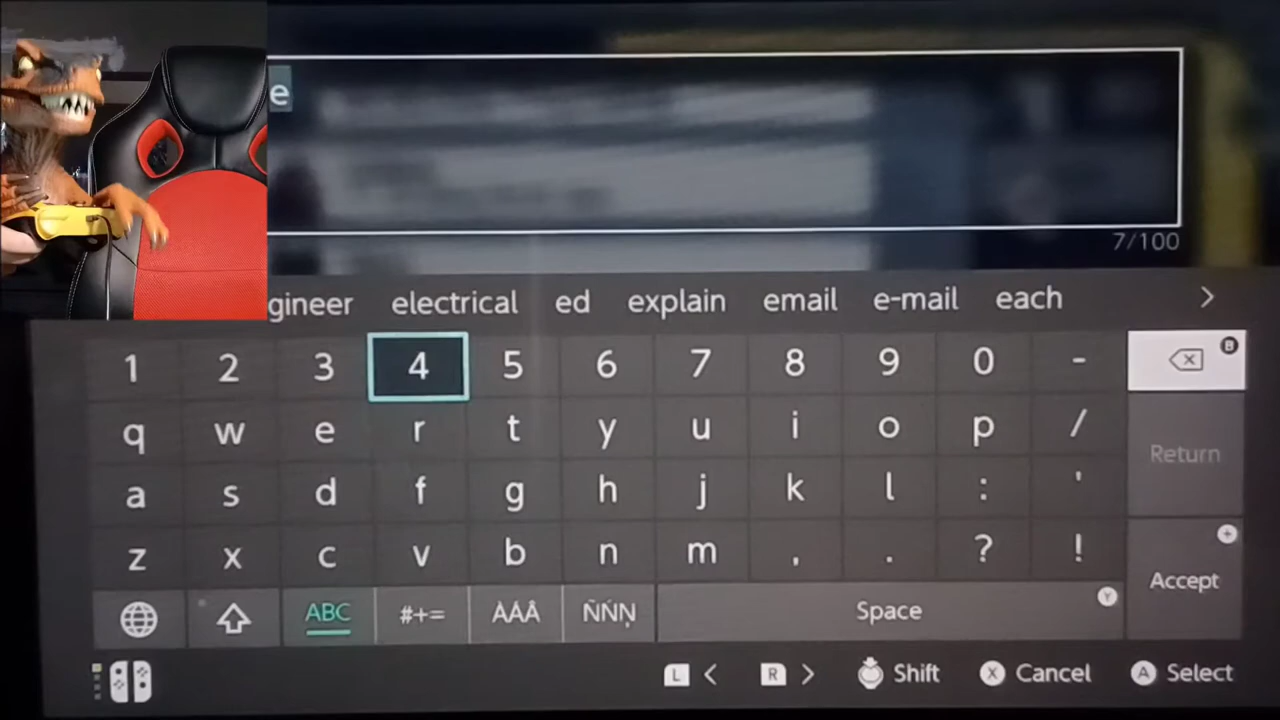 e
7/100
gineer electrical ed explain email e-mail each >
1 2 3 4 5 6 7 8 9 0 - B
q w e r t y u i o p / Return
a s d f g h j k l : '
z x c v b n m , . ? ! + Accept
ABC #+= ÀÁÂ ÑŃŅ Space Y
L < R > Shift X Cancel A Select